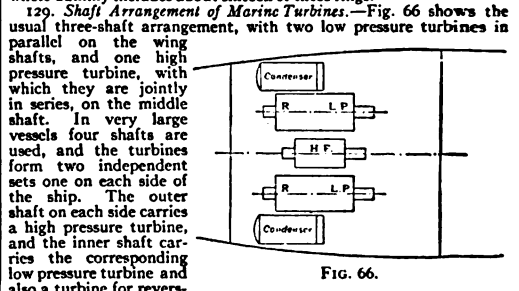 129. Shaft Arrangement of Marine Turbines.—Fig. 66 shows the
usual three-shaft arrangement, with two low pressure turbines in
parallel on the wing
shafts, and one high
pressure turbine, with
which they are jointly
in series, on the middle
shaft. In very large
vessels four shafts are
used, and the turbines
form two independent
sets one on each side of
the ship. The outer
shaft on each side carries
a high pressure turbine,
and the inner shaft car-
ries the corresponding
low pressure turbine and
also a turbine for revers-
Condenser
R L.P
H F.
R L.P
Condenser
FIG. 66.